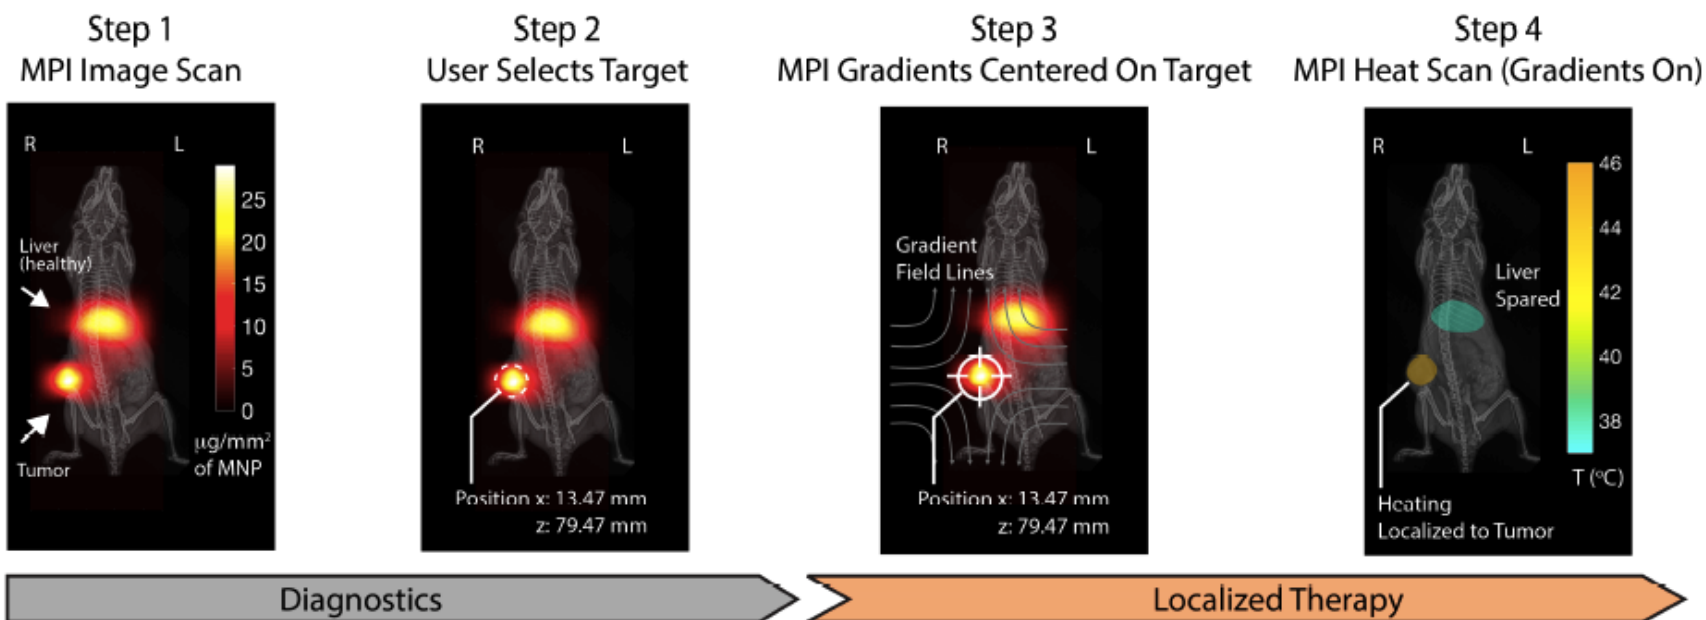 Step 1
MPI Image Scan
R
L
Liver
(healthy)
25
20
15
10
5
0
µg/mm²
of MNP
Tumor
Step 2
User Selects Target
R
L
Position x: 13.47 mm
z: 79.47 mm
Step 3
MPI Gradients Centered On Target
R
L
Gradient
Field Lines
Position x: 13.47 mm
z: 79.47 mm
Step 4
MPI Heat Scan (Gradients On)
R
L
Liver
Spared
46
44
42
40
38
T (°C)
Heating
Localized to Tumor
Diagnostics
Localized Therapy